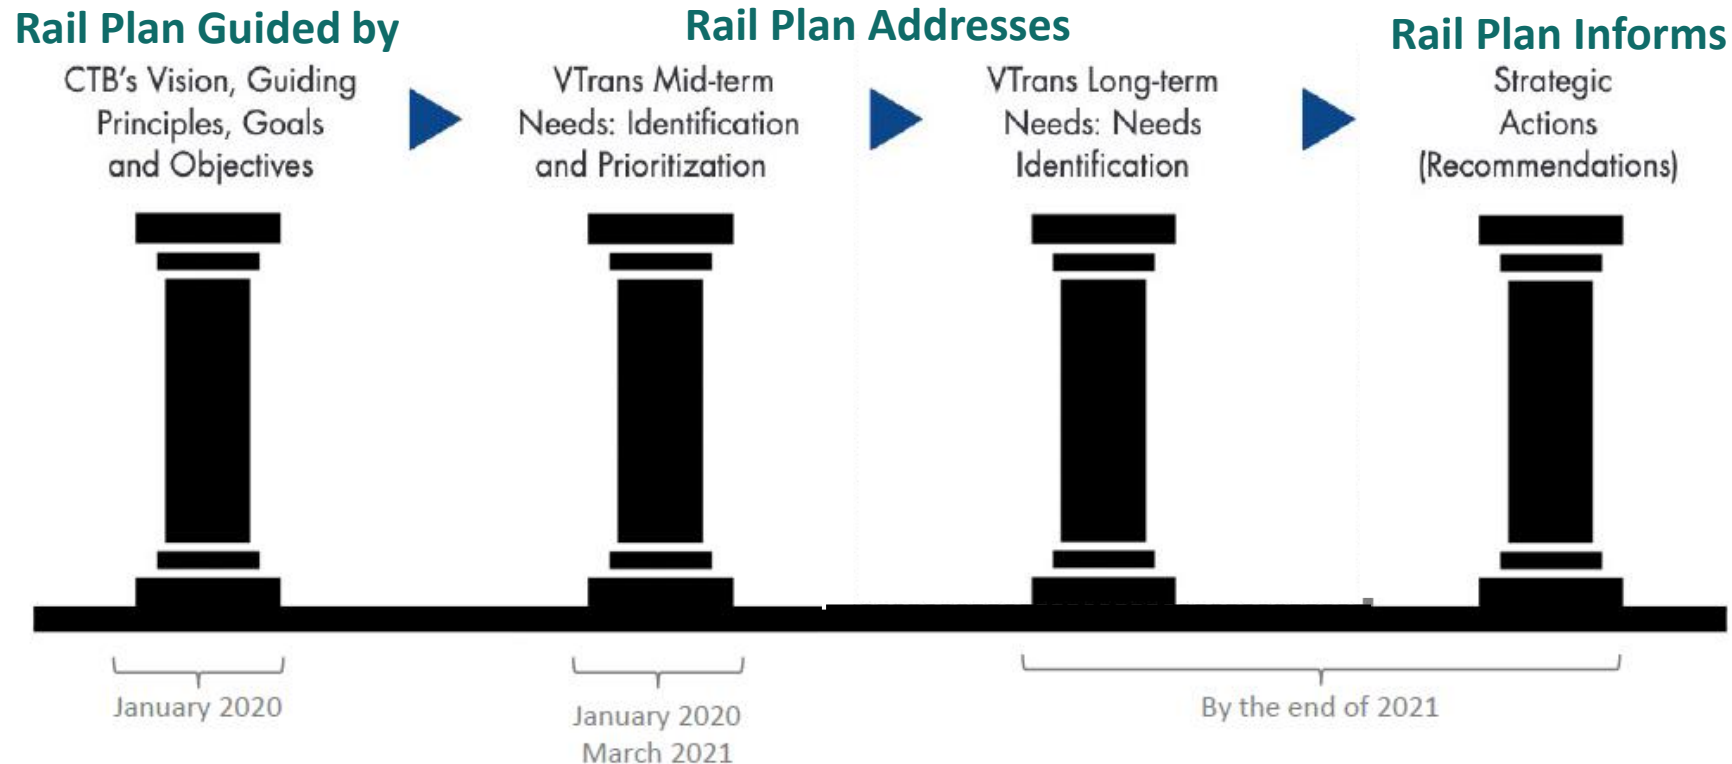 Rail Plan Guided by
CTB's Vision, Guiding
Principles, Goals
and Objectives
Rail Plan Addresses
VTrans Mid-term
Needs: Identification
and Prioritization
VTrans Long-term
Needs: Needs
Identification
Rail Plan Informs
Strategic
Actions
(Recommendations)
January 2020
January 2020
March 2021
By the end of 2021